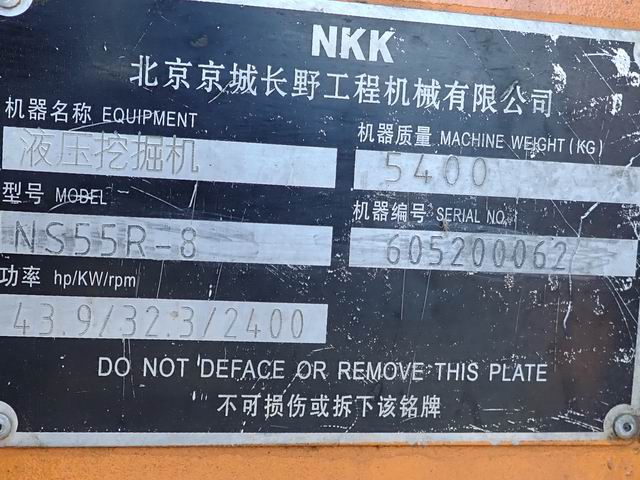 NKK
北京京城长野工程机械有限公司
机器名称 EQUIPMENT
液压挖掘机
机器质量 MACHINE WEIGHT(KG)
5400
型号 MODEL
NS55R-8
机器编号 SERIAL NO.
605200062
功率 hp/KW/rpm
43.9/32.3/2400
DO NOT DEFACE OR REMOVE THIS PLATE
不可损伤或拆下该铭牌